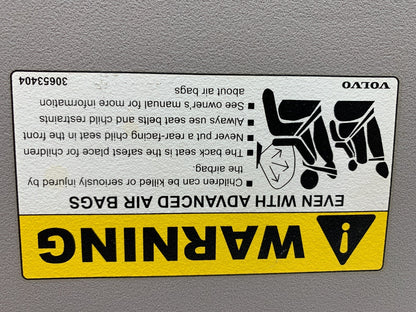 WARNING
EVEN WITH ADVANCED AIR BAGS
■ Children can be killed or seriously injured by
the airbag.
■ The back seat is the safest place for children
■ Never put a rear-facing child seat in the front
■ Always use seat belts and child restraints
■ See owner's manual for more information
about air bags
VOLVO
30653404